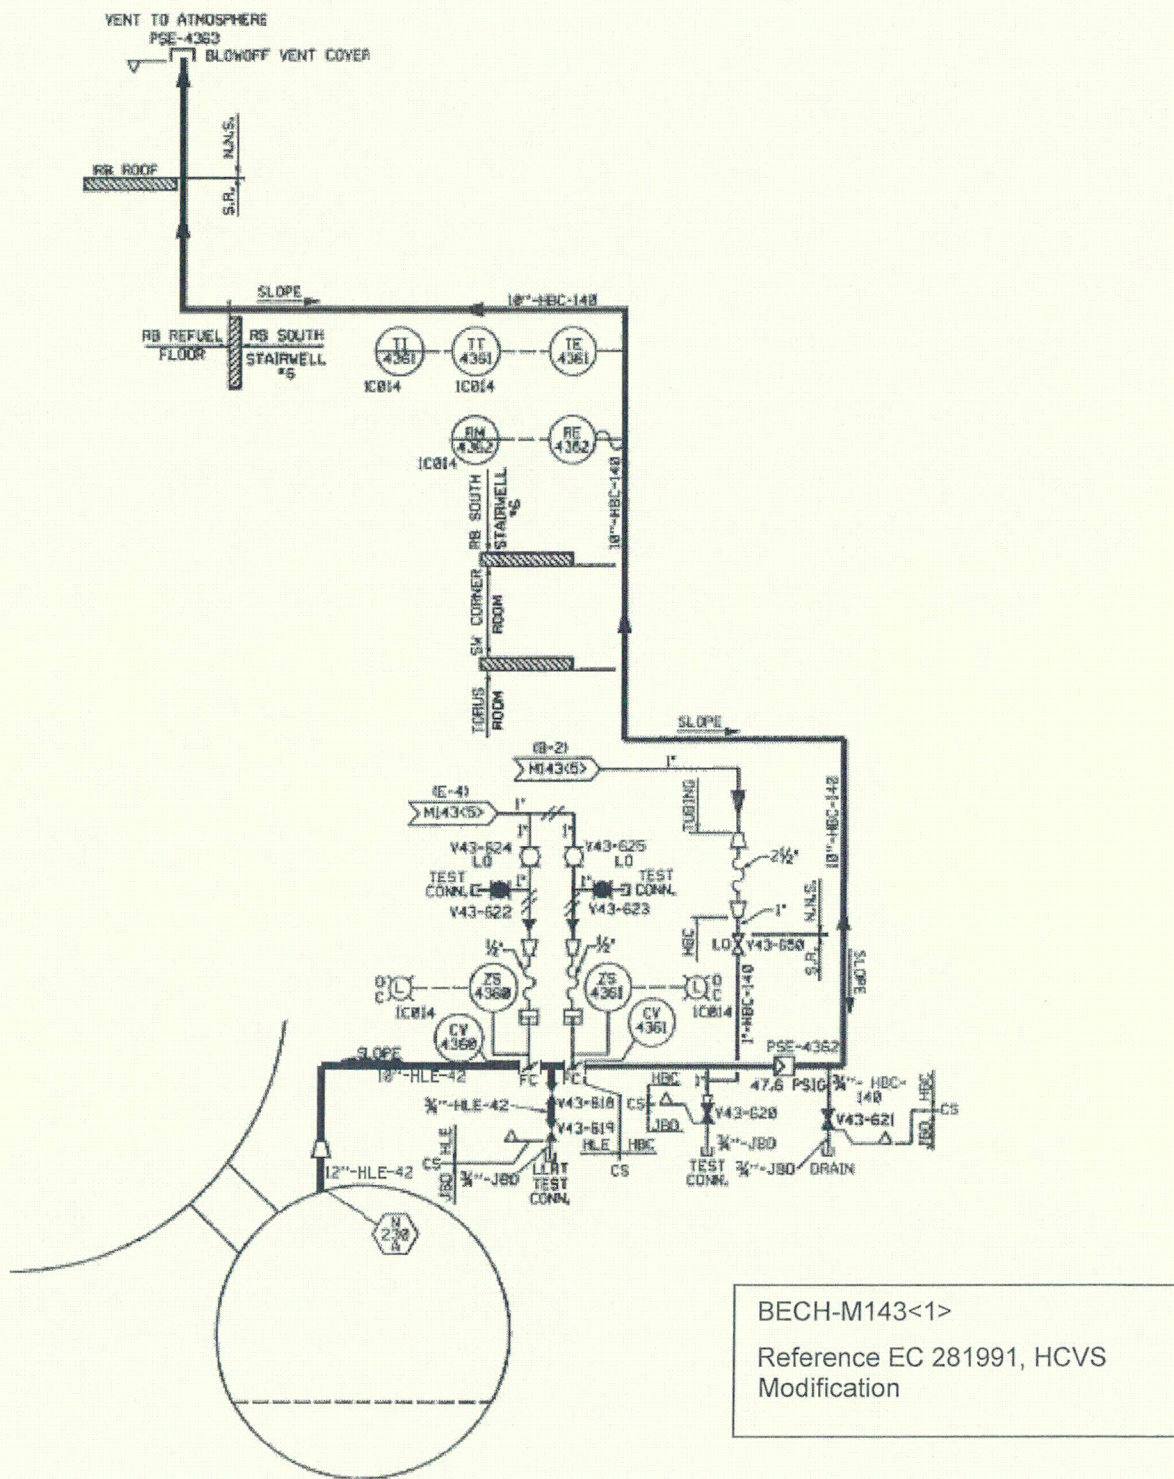 VENT TO ATMOSPHERE
PSE-4363
BLOWOFF VENT COVER
N.N.S.
RB ROOF
S.R.
SLOPE
10"-HBC-140
RB REFUEL
FLOOR
RB SOUTH
STAIRWELL
#6
TI
4361
TT
4361
TE
4361
1C014
1C014
RM
4362
RE
4362
1C014
10"-HBC-140
RB SOUTH
STAIRWELL
#6
SW CORNER
ROOM
TORUS
ROOM
SLOPE
(B-2)
M143<5>
1"
(E-4)
M143<5>
1"
TUBING
10"-HBC-140
1"
1"
V43-624
LO
V43-625
LO
2½"
TEST
CONN.
1"
1"
TEST
CONN.
V43-622
V43-623
1"
HBC
N.N.S.
LO
V43-650
S.R.
½"
½"
SLOPE
O
C
L
1C014
ZS
4360
ZS
4361
L
O
C
1C014
1"-HBC-140
CV
4360
CV
4361
PSE-4362
SLOPE
10"-HLE-42
FC
FC
HBC
1"
47.6 PSIG
¾"- HBC-
140
HBC
¾"-HLE-42
V43-618
CS
V43-620
V43-621
CS
V43-619
JBD
JBD
HLE
HLE
HBC
¾"-JBD
12"-HLE-42
CS
JBD
¾"-JBD
LLRT
TEST
CONN.
CS
TEST
CONN.
¾"-JBD
DRAIN
N
230
A
BECH-M143<1>
Reference EC 281991, HCVS
Modification